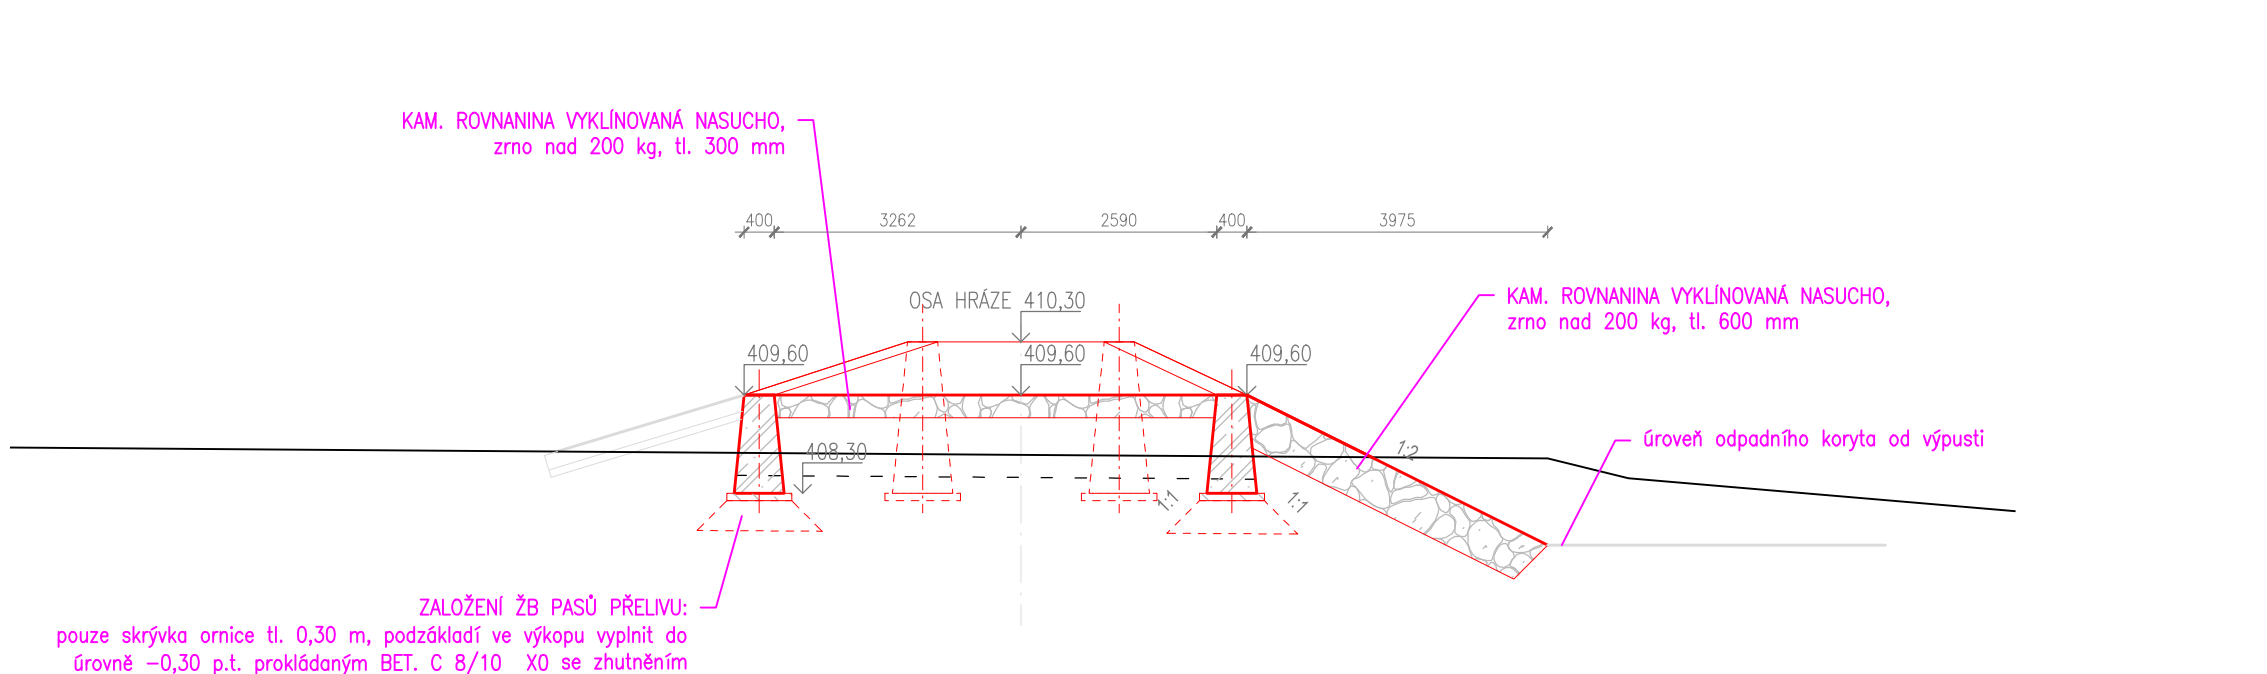 KAM. ROVNANINA VYKLÍNOVANÁ NASUCHO,
zrno nad 200 kg, tl. 300 mm
400
3262
2590
400
3975
OSA HRÁZE 410,30
KAM. ROVNANINA VYKLÍNOVANÁ NASUCHO,
zrno nad 200 kg, tl. 600 mm
409,60
409,60
409,60
408,30
1:2
úroveň odpadního koryta od výpusti
1:1
1:1
ZALOŽENÍ ŽB PASŮ PŘELIVU:
pouze skrývka ornice tl. 0,30 m, podzákladí ve výkopu vyplnit do
úrovně -0,30 p.t. prokládaným BET. C 8/10 X0 se zhutněním